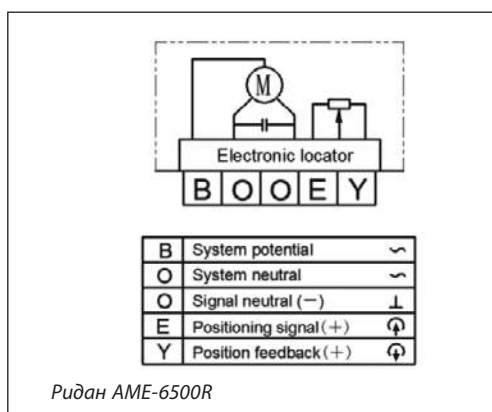 M
Electronic locator
B O O E Y
B System potential ∽
O System neutral ∽
O Signal neutral (—) ⊥
E Positioning signal (+)
Y Position feedback (+)
Ридан AME-6500R